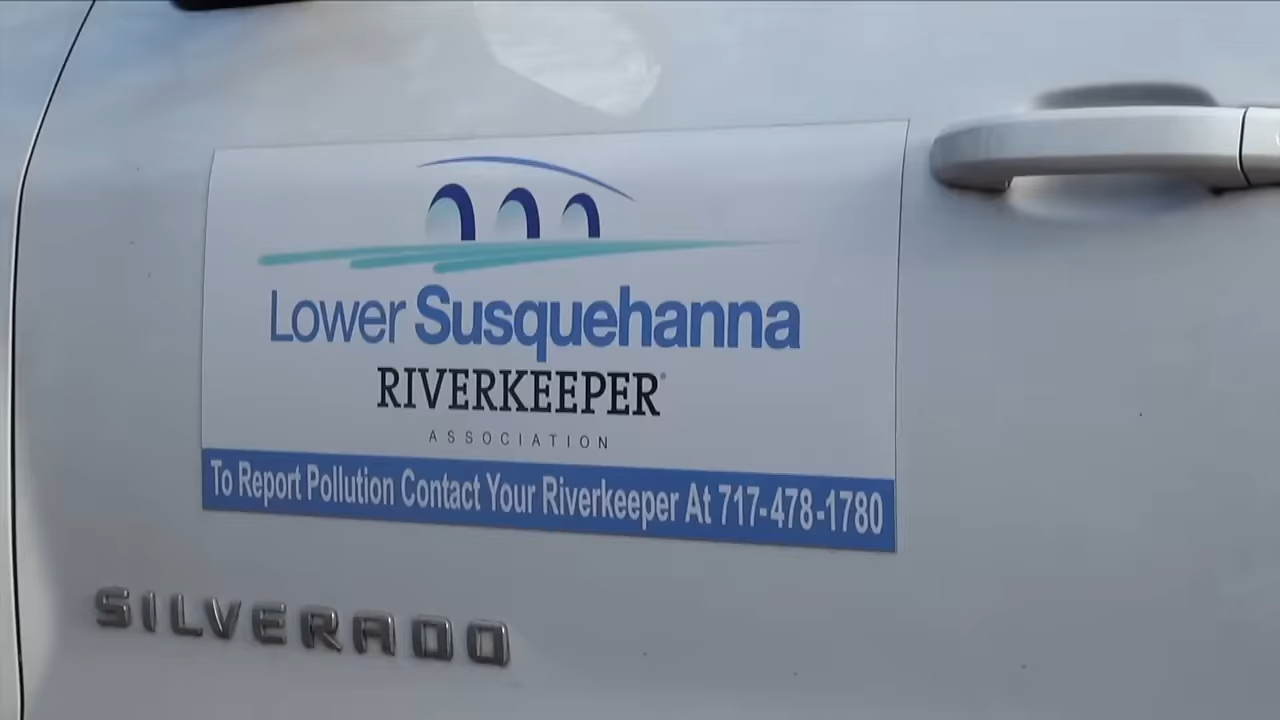 Lower Susquehanna
RIVERKEEPER®
ASSOCIATION
To Report Pollution Contact Your Riverkeeper At 717-478-1780
SILVERADO